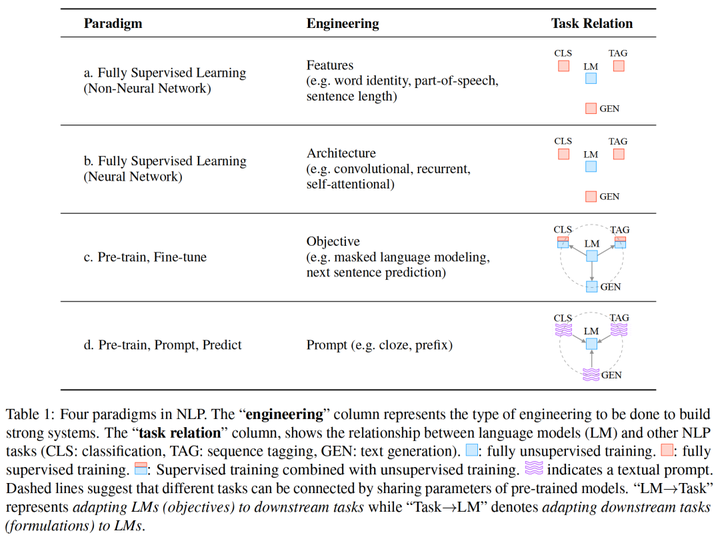 Paradigm Engineering Task Relation
a. Fully Supervised Learning
(Non-Neural Network)
Features
(e.g. word identity, part-of-speech,
sentence length)
CLS TAG
LM
GEN
b. Fully Supervised Learning
(Neural Network)
Architecture
(e.g. convolutional, recurrent,
self-attentional)
CLS TAG
LM
GEN
c. Pre-train, Fine-tune
Objective
(e.g. masked language modeling,
next sentence prediction)
CLS TAG
LM
GEN
d. Pre-train, Prompt, Predict
Prompt (e.g. cloze, prefix)
CLS TAG
LM
GEN
Table 1: Four paradigms in NLP. The “engineering” column represents the type of engineering to be done to build
strong systems. The “task relation” column, shows the relationship between language models (LM) and other NLP
tasks (CLS: classification, TAG: sequence tagging, GEN: text generation). : fully unsupervised training. : fully
supervised training. : Supervised training combined with unsupervised training. indicates a textual prompt.
Dashed lines suggest that different tasks can be connected by sharing parameters of pre-trained models. “LM→Task”
represents adapting LMs (objectives) to downstream tasks while “Task→LM” denotes adapting downstream tasks
(formulations) to LMs.